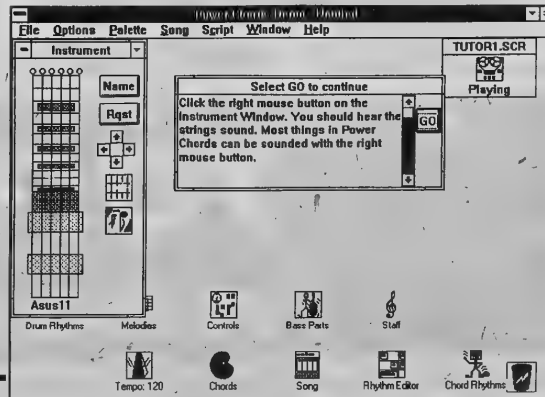 File Options Palette Song Script Window Help
Instrument
Name
Rqst
Asus11
TUTOR1.SCR
Playing
Select GO to continue
Click the right mouse button on the
Instrument Window. You should hear the
strings sound. Most things in Power
Chords can be sounded with the right
mouse button.
GO
Drum Rhythms Melodies Controls Bass Parts Staff
Tempo: 120 Chords Song Rhythm Editor Chord Rhythms